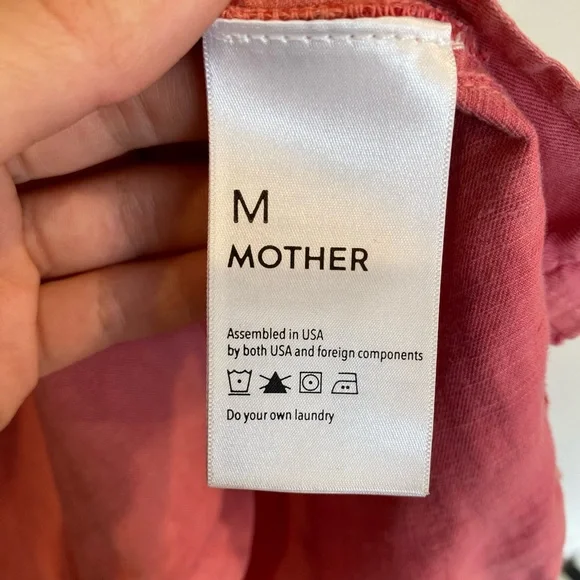 M
MOTHER
Assembled in USA
by both USA and foreign components
Do your own laundry